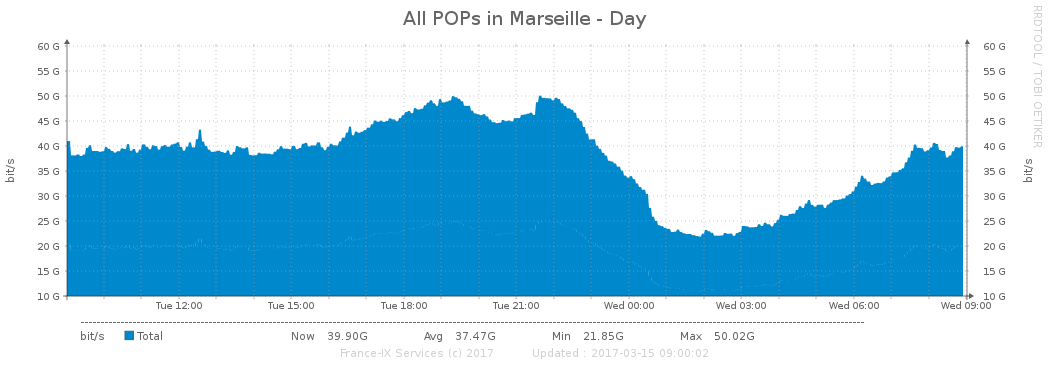 All POPs in Marseille - Day
RRDTOOL / TOBI OETIKER
60 G 60 G
55 G 55 G
50 G 50 G
45 G 45 G
40 G 40 G
35 G 35 G
30 G 30 G
25 G 25 G
20 G 20 G
15 G 15 G
10 G 10 G
bit/s
bit/s
Tue 12:00 Tue 15:00 Tue 18:00 Tue 21:00 Wed 00:00 Wed 03:00 Wed 06:00 Wed 09:00
bit/s Total Now 39.90G Avg 37.47G Min 21.85G Max 50.02G
France-IX Services (c) 2017 Updated : 2017-03-15 09:00:02